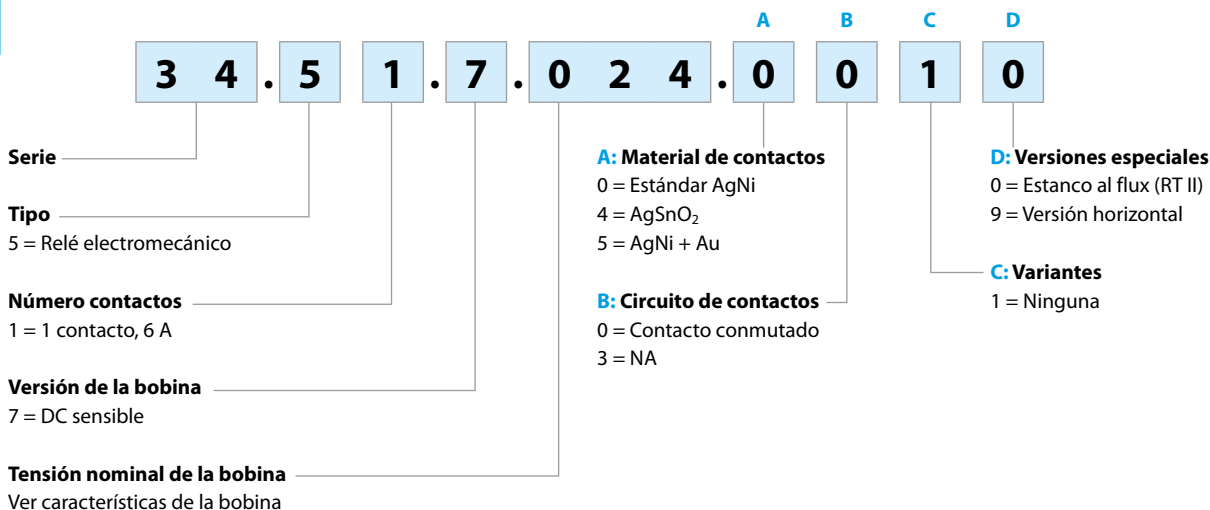 A B C D
3 4 . 5 1 . 7 . 0 2 4 . 0 0 1 0
Serie
Tipo
5 = Relé electromecánico
Número contactos
1 = 1 contacto, 6 A
Versión de la bobina
7 = DC sensible
Tensión nominal de la bobina
Ver características de la bobina
A: Material de contactos
0 = Estándar AgNi
4 = AgSnO₂
5 = AgNi + Au
B: Circuito de contactos
0 = Contacto conmutado
3 = NA
D: Versiones especiales
0 = Estanco al flux (RT II)
9 = Versión horizontal
C: Variantes
1 = Ninguna